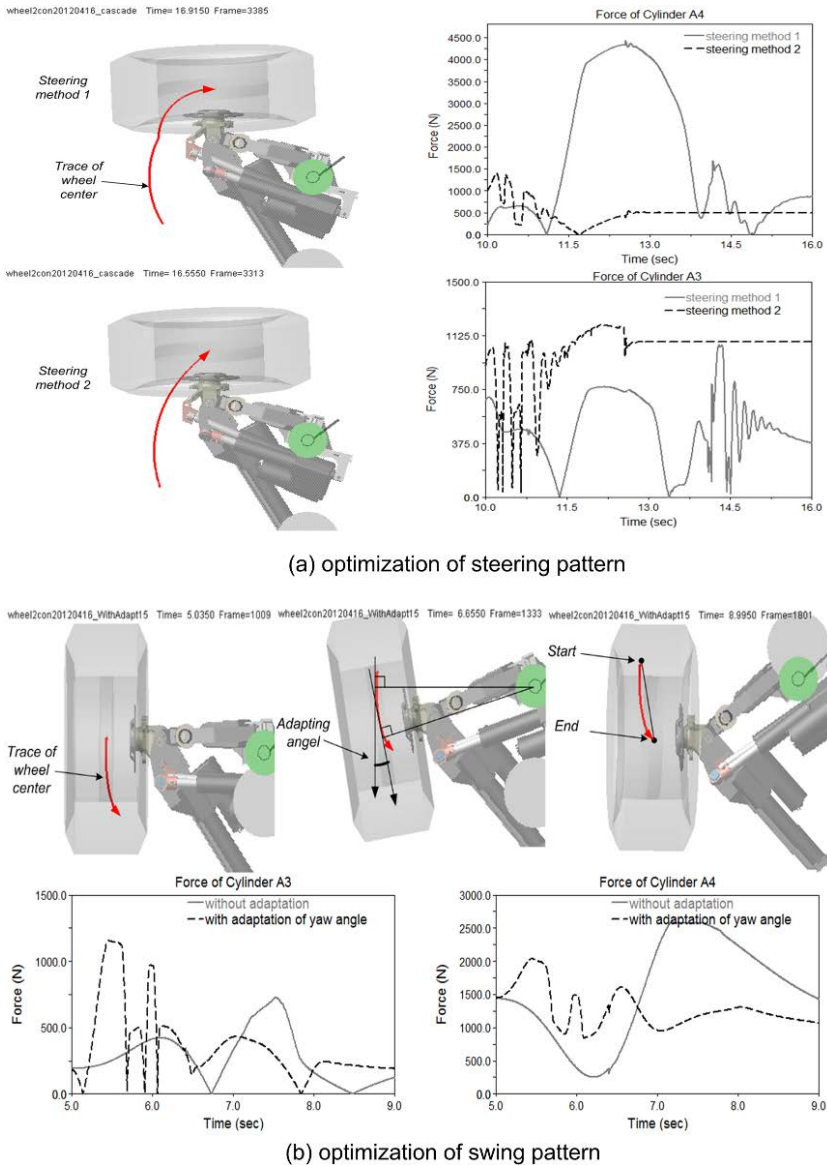 wheel2con20120416_cascade Time= 16.9150 Frame=3385
Steering
method 1
Trace of
wheel
center
Force of Cylinder A4
steering method 1
steering method 2
Force (N)
4500.0
4000.0
3500.0
3000.0
2500.0
2000.0
1500.0
1000.0
500.0
0.0
10.0 11.5 13.0 14.5 16.0
Time (sec)
wheel2con20120416_cascade Time= 16.5550 Frame=3313
Steering
method 2
Force of Cylinder A3
steering method 1
steering method 2
Force (N)
1500.0
1125.0
750.0
375.0
0.0
10.0 11.5 13.0 14.5 16.0
Time (sec)
(a) optimization of steering pattern
wheel2con20120416_WithAdapt15 Time= 5.0350 Frame=1009
Trace of
wheel
center
wheel2con20120416_WithAdapt15 Time= 6.6550 Frame=1333
Adapting
angel
wheel2con20120416_WithAdapt15 Time= 8.9950 Frame=1801
Start
End
Force of Cylinder A3
without adaptation
with adaptation of yaw angle
Force (N)
1500.0
1000.0
500.0
0.0
5.0 6.0 7.0 8.0 9.0
Time (sec)
Force of Cylinder A4
without adaptation
with adaptation of yaw angle
Force (N)
3000.0
2500.0
2000.0
1500.0
1000.0
500.0
0.0
5.0 6.0 7.0 8.0 9.0
Time (sec)
(b) optimization of swing pattern